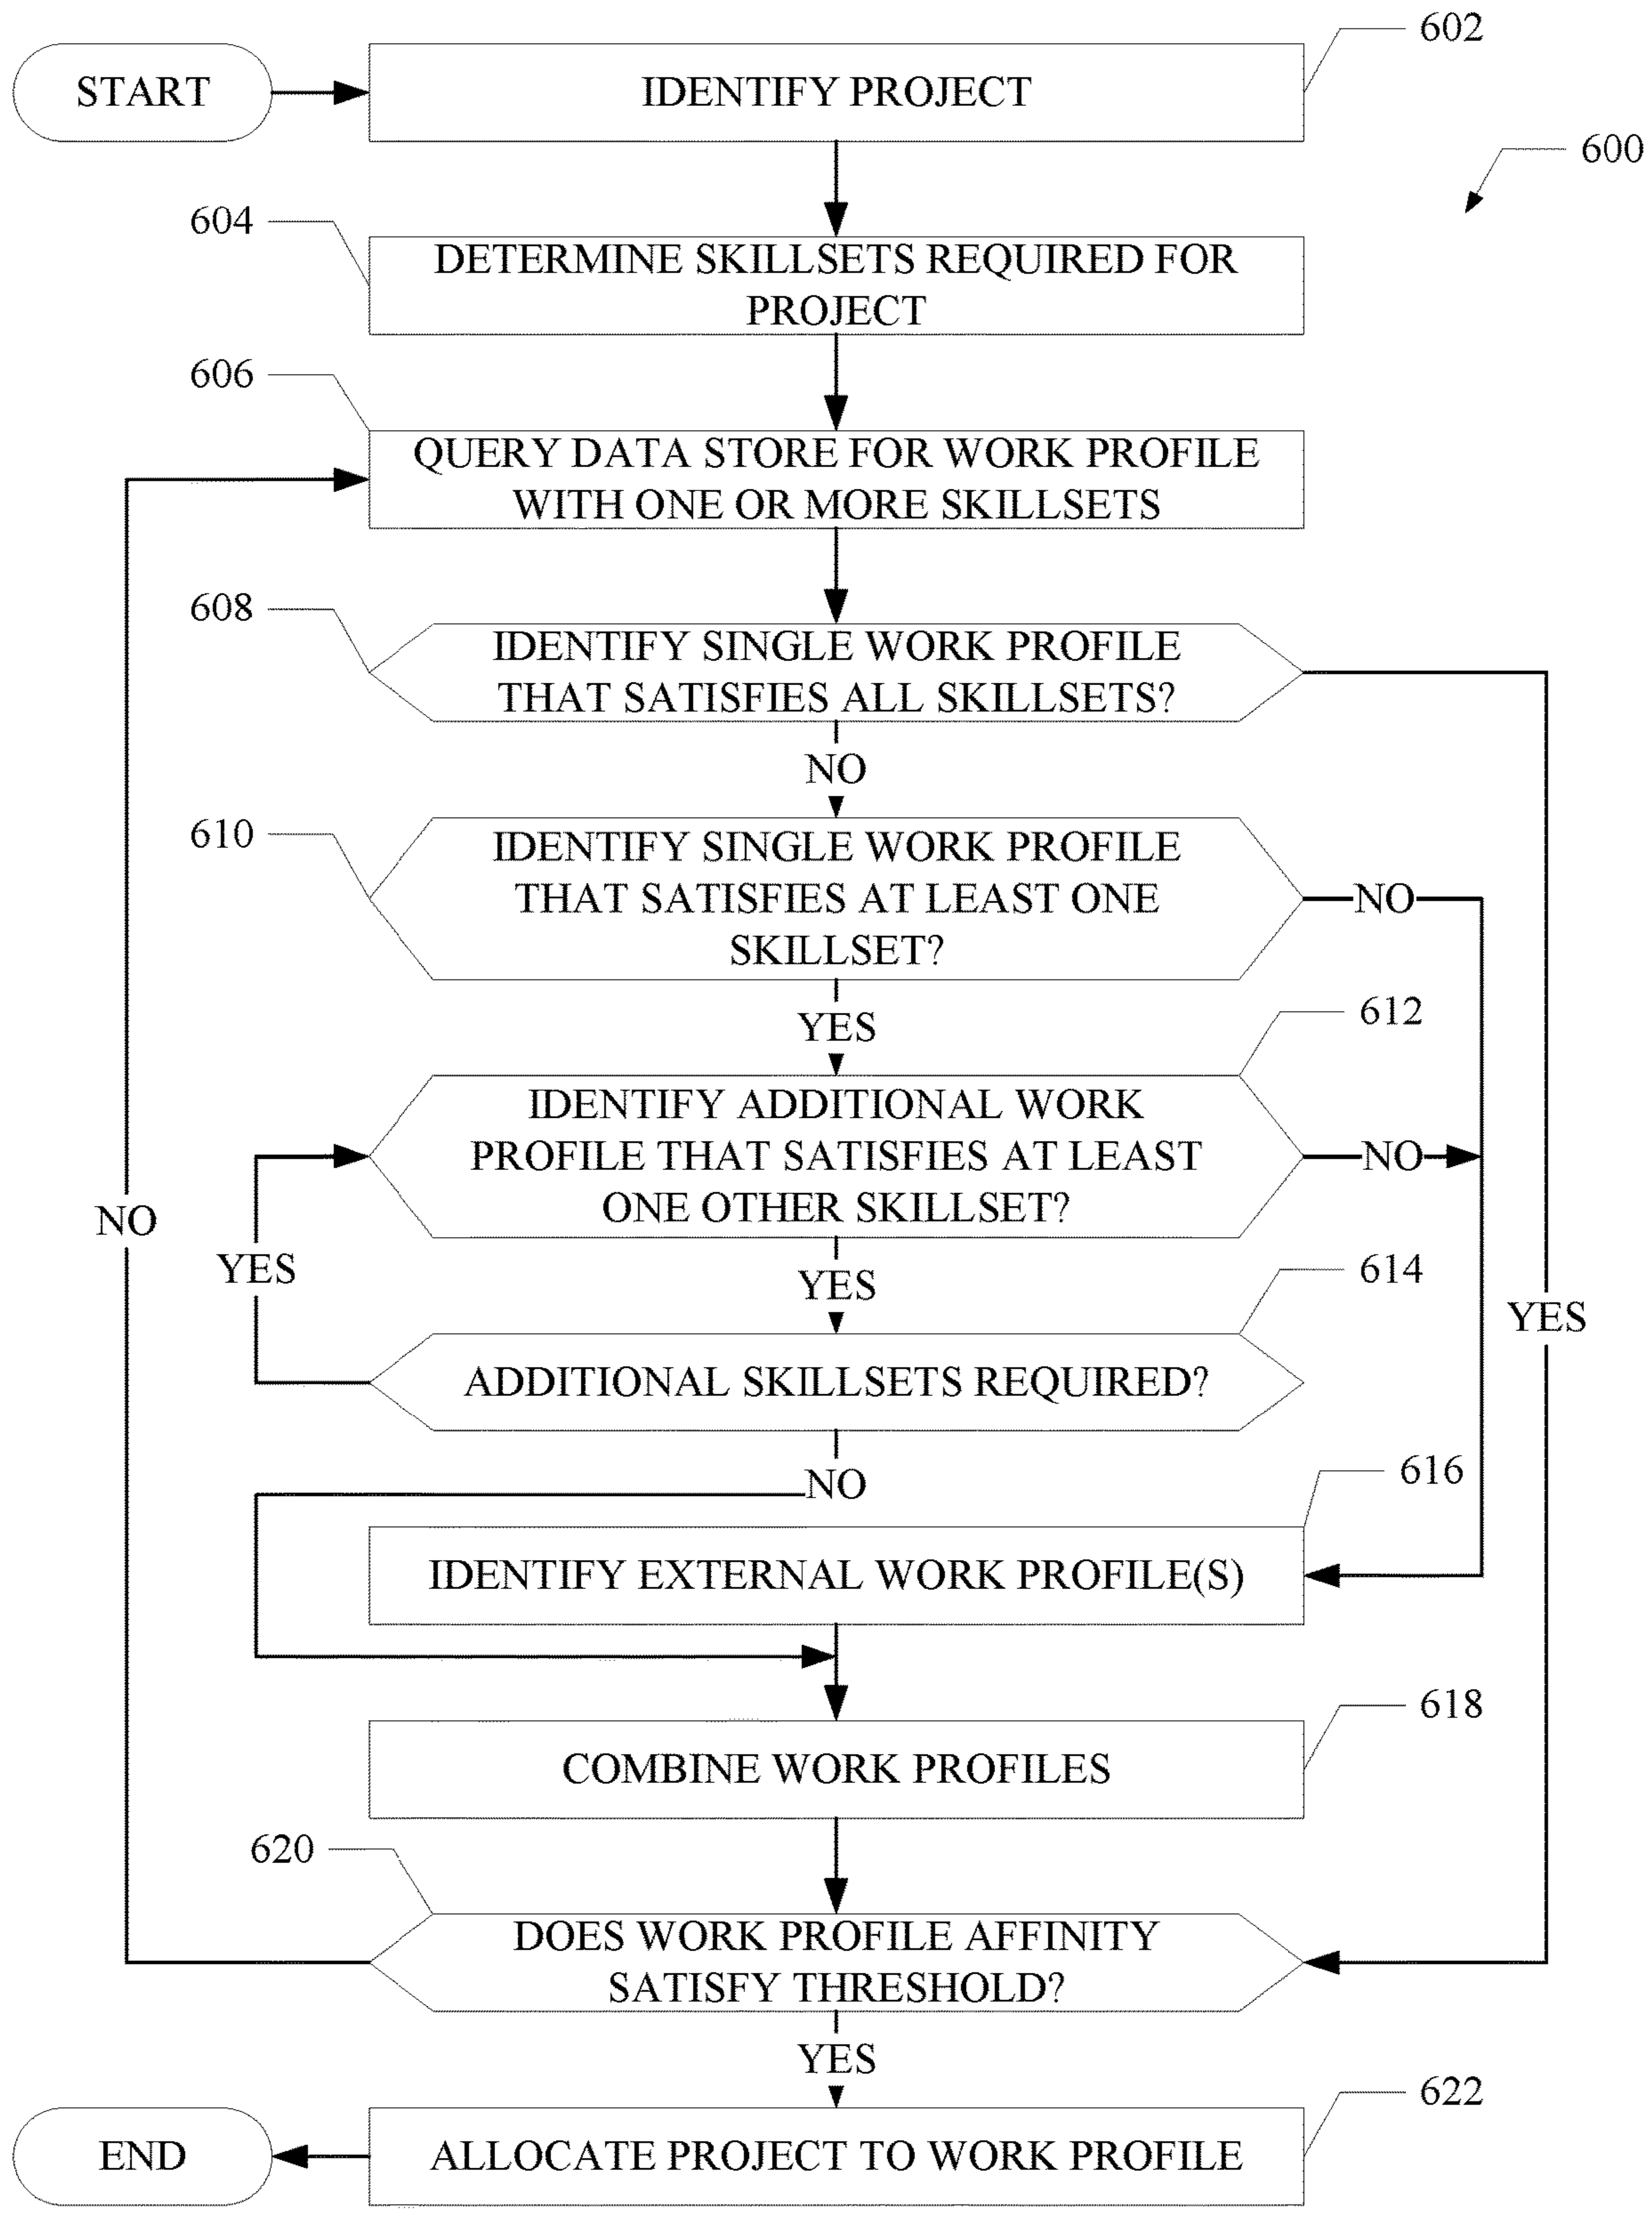 602
START
IDENTIFY PROJECT
600
604
DETERMINE SKILLSETS REQUIRED FOR
PROJECT
606
QUERY DATA STORE FOR WORK PROFILE
WITH ONE OR MORE SKILLSETS
608
IDENTIFY SINGLE WORK PROFILE
THAT SATISFIES ALL SKILLSETS?
NO
610
IDENTIFY SINGLE WORK PROFILE
THAT SATISFIES AT LEAST ONE
SKILLSET?
NO
YES
612
IDENTIFY ADDITIONAL WORK
PROFILE THAT SATISFIES AT LEAST
ONE OTHER SKILLSET?
NO
NO
YES
YES
614
YES
ADDITIONAL SKILLSETS REQUIRED?
NO
616
IDENTIFY EXTERNAL WORK PROFILE(S)
618
COMBINE WORK PROFILES
620
DOES WORK PROFILE AFFINITY
SATISFY THRESHOLD?
YES
622
END
ALLOCATE PROJECT TO WORK PROFILE